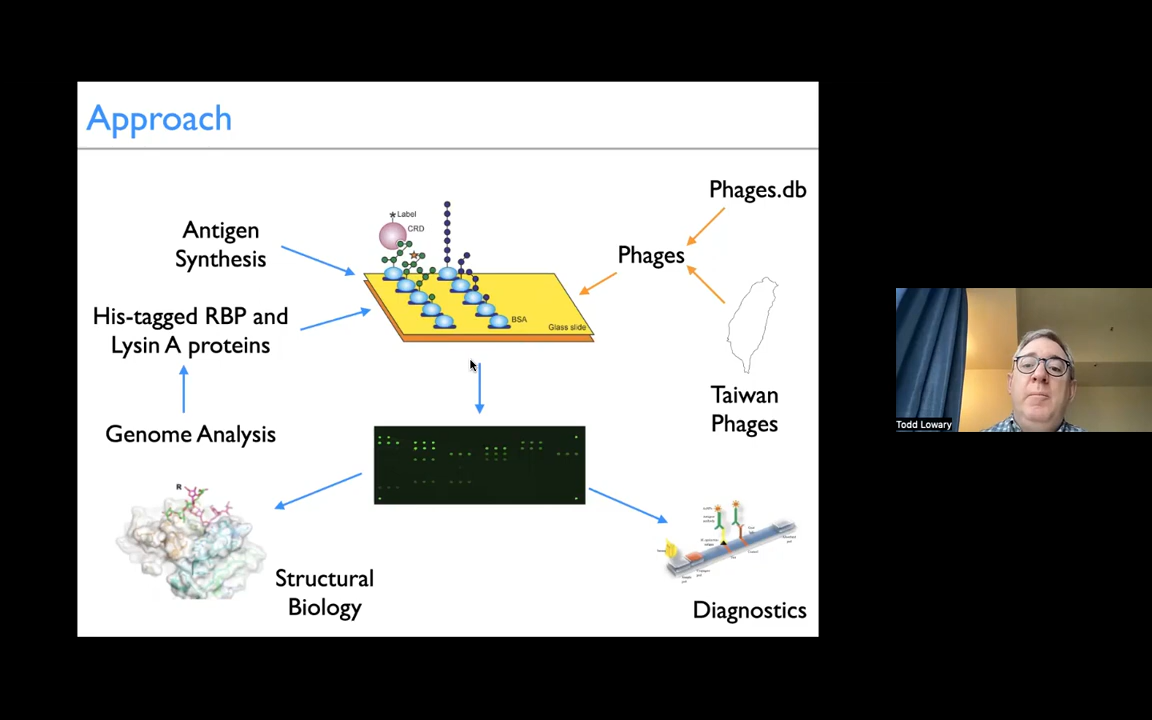 Approach
Phages.db
Antigen
Synthesis
Label
CRD
Phages
His-tagged RBP and
Lysin A proteins
BSA
Glass slide
Taiwan
Phages
Genome Analysis
R
Structural
Biology
Diagnostics
Todd Lowary